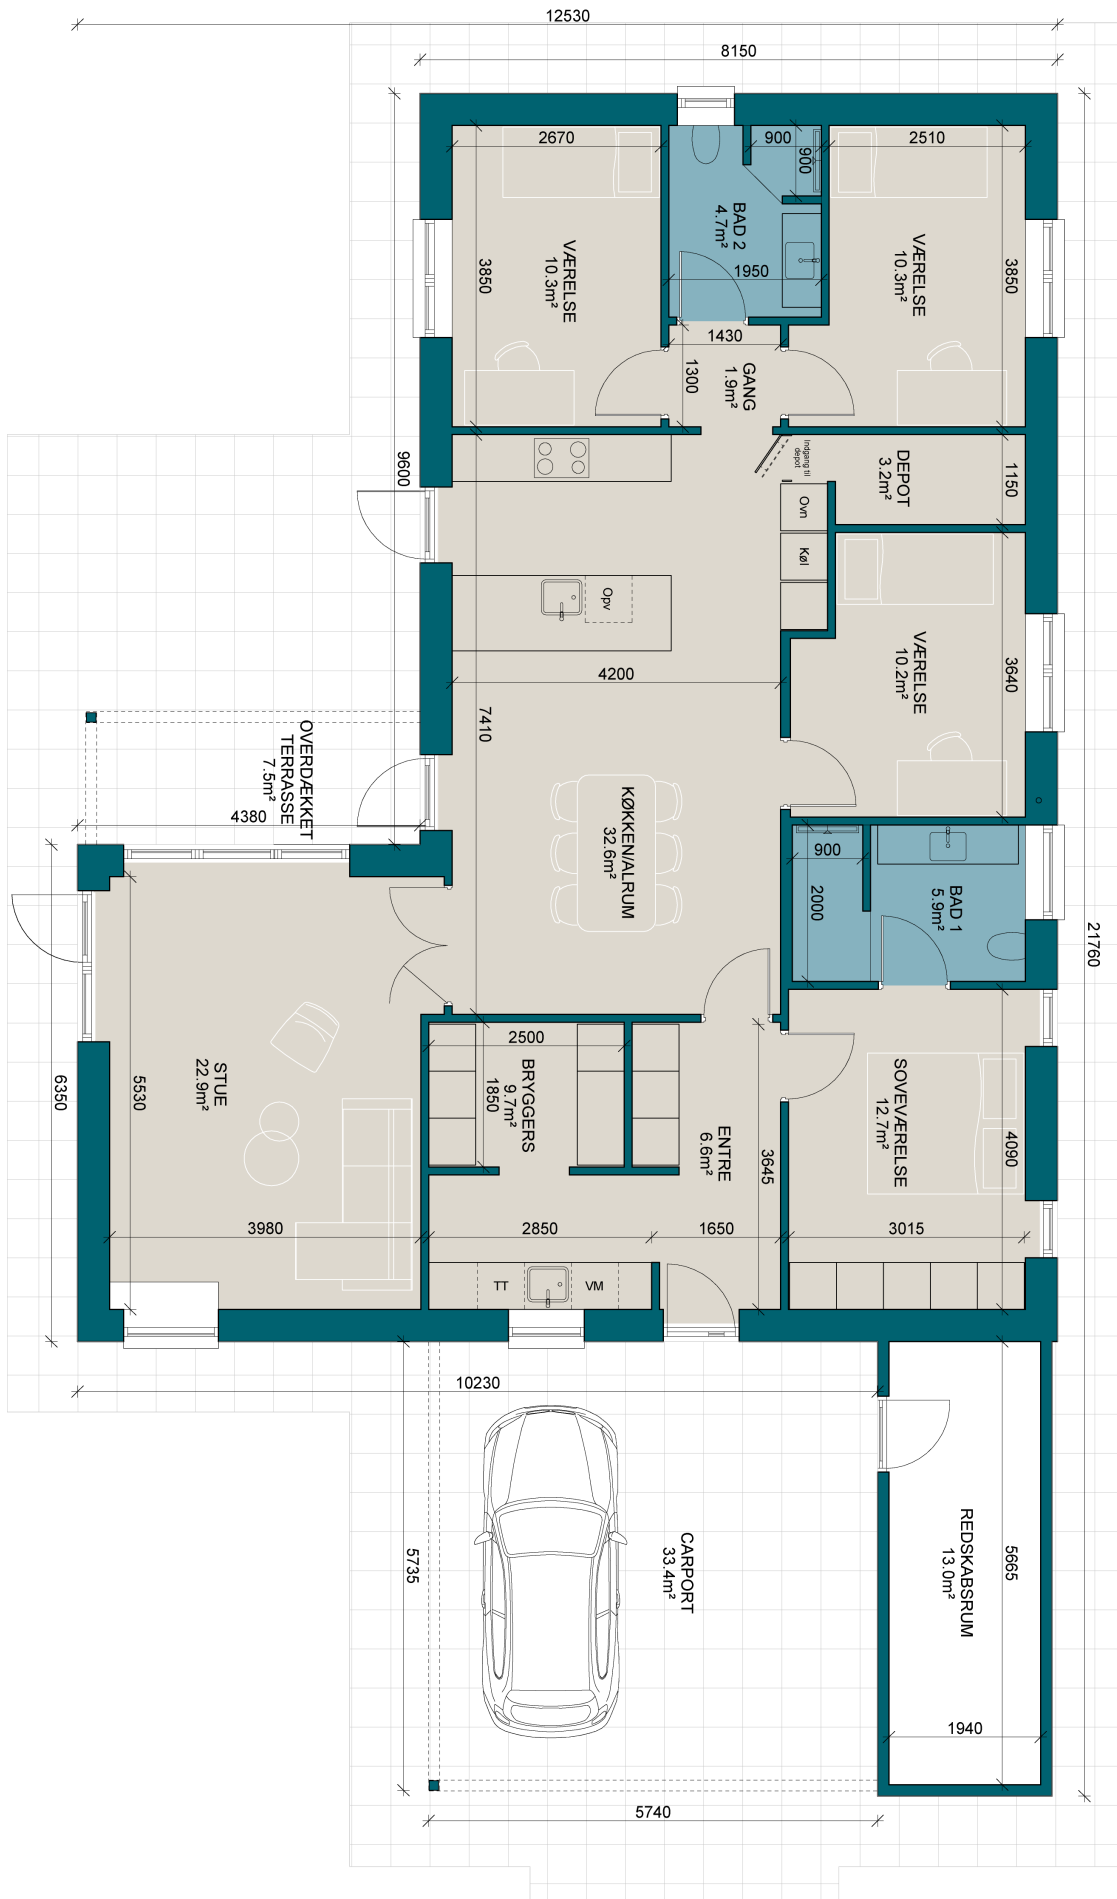 12530
8150
2670
900
900
2510
VÆRELSE
10.3m²
3850
BAD 2
4.7m²
1950
VÆRELSE
10.3m²
3850
1430
1300
GANG
1.9m²
9600
Indgang til
depot
DEPOT
3.2m²
1150
Ovn
Køl
Opv
VÆRELSE
10.2m²
3640
4200
7410
OVERDÆKKET
TERRASSE
7.5m²
4380
KØKKEN/ALRUM
32.6m²
900
2000
BAD 1
5.9m²
21760
6350
5530
STUE
22.9m²
2500
BRYGGERS
9.7m²
1850
ENTRE
6.6m²
3645
SOVEVÆRELSE
12.7m²
4090
3980
2850
1650
3015
TT
VM
10230
5735
CARPORT
33.4m²
REDSKABSRUM
13.0m²
5665
1940
5740